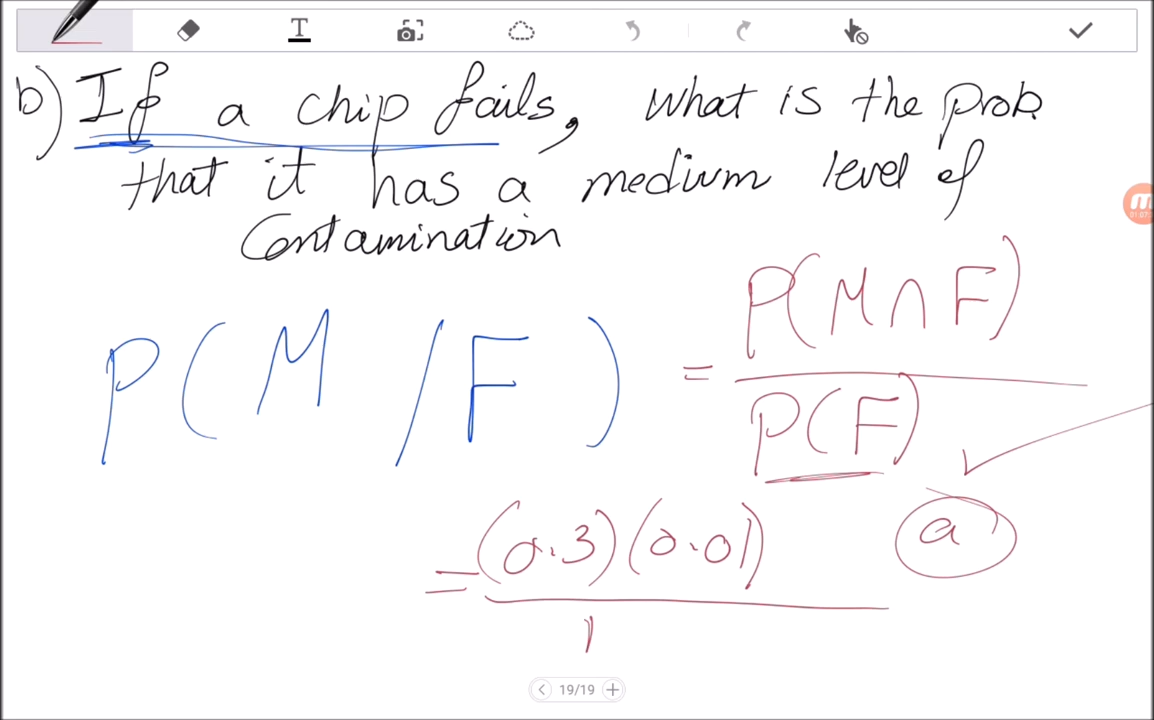 T
b) If a chip fails, what is the prob
that it has a medium level of
Contamination
P(M/F) = P(M∩F)
P(F)
a
= (0.3)(0.01)
19/19